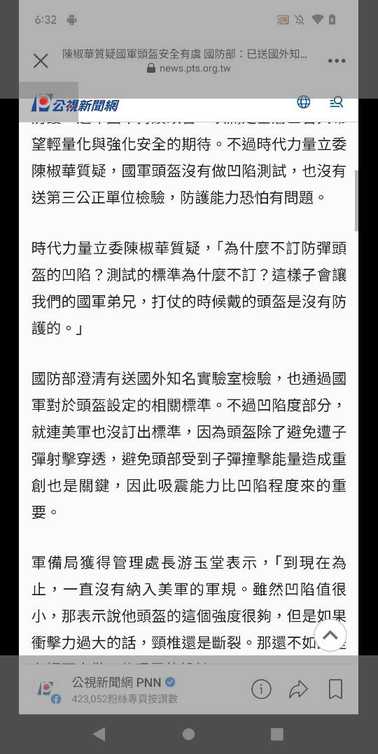 6:32
陳椒華質疑國軍頭盔安全有虞 國防部：已送國外知...
news.pts.org.tw
公視新聞網
望輕量化與強化安全的期待。不過時代力量立委
陳椒華質疑，國軍頭盔沒有做凹陷測試，也沒有
送第三公正單位檢驗，防護能力恐怕有問題。
時代力量立委陳椒華質疑，「為什麼不訂防彈頭
盔的凹陷？測試的標準為什麼不訂？這樣子會讓
我們的國軍弟兄，打仗的時候戴的頭盔是沒有防
護的。」
國防部澄清有送國外知名實驗室檢驗，也通過國
軍對於頭盔設定的相關標準。不過凹陷度部分，
就連美軍也沒訂出標準，因為頭盔除了避免遭子
彈射擊穿透，避免頭部受到子彈撞擊能量造成重
創也是關鍵，因此吸震能力比凹陷程度來的重
要。
軍備局獲得管理處長游玉堂表示，「到現在為
止，一直沒有納入美軍的軍規。雖然凹陷值很
小，那表示說他頭盔的這個強度很夠，但是如果
衝擊力過大的話，頸椎還是斷裂。那還不如
公視新聞網 PNN
423,052粉絲專頁按讚數